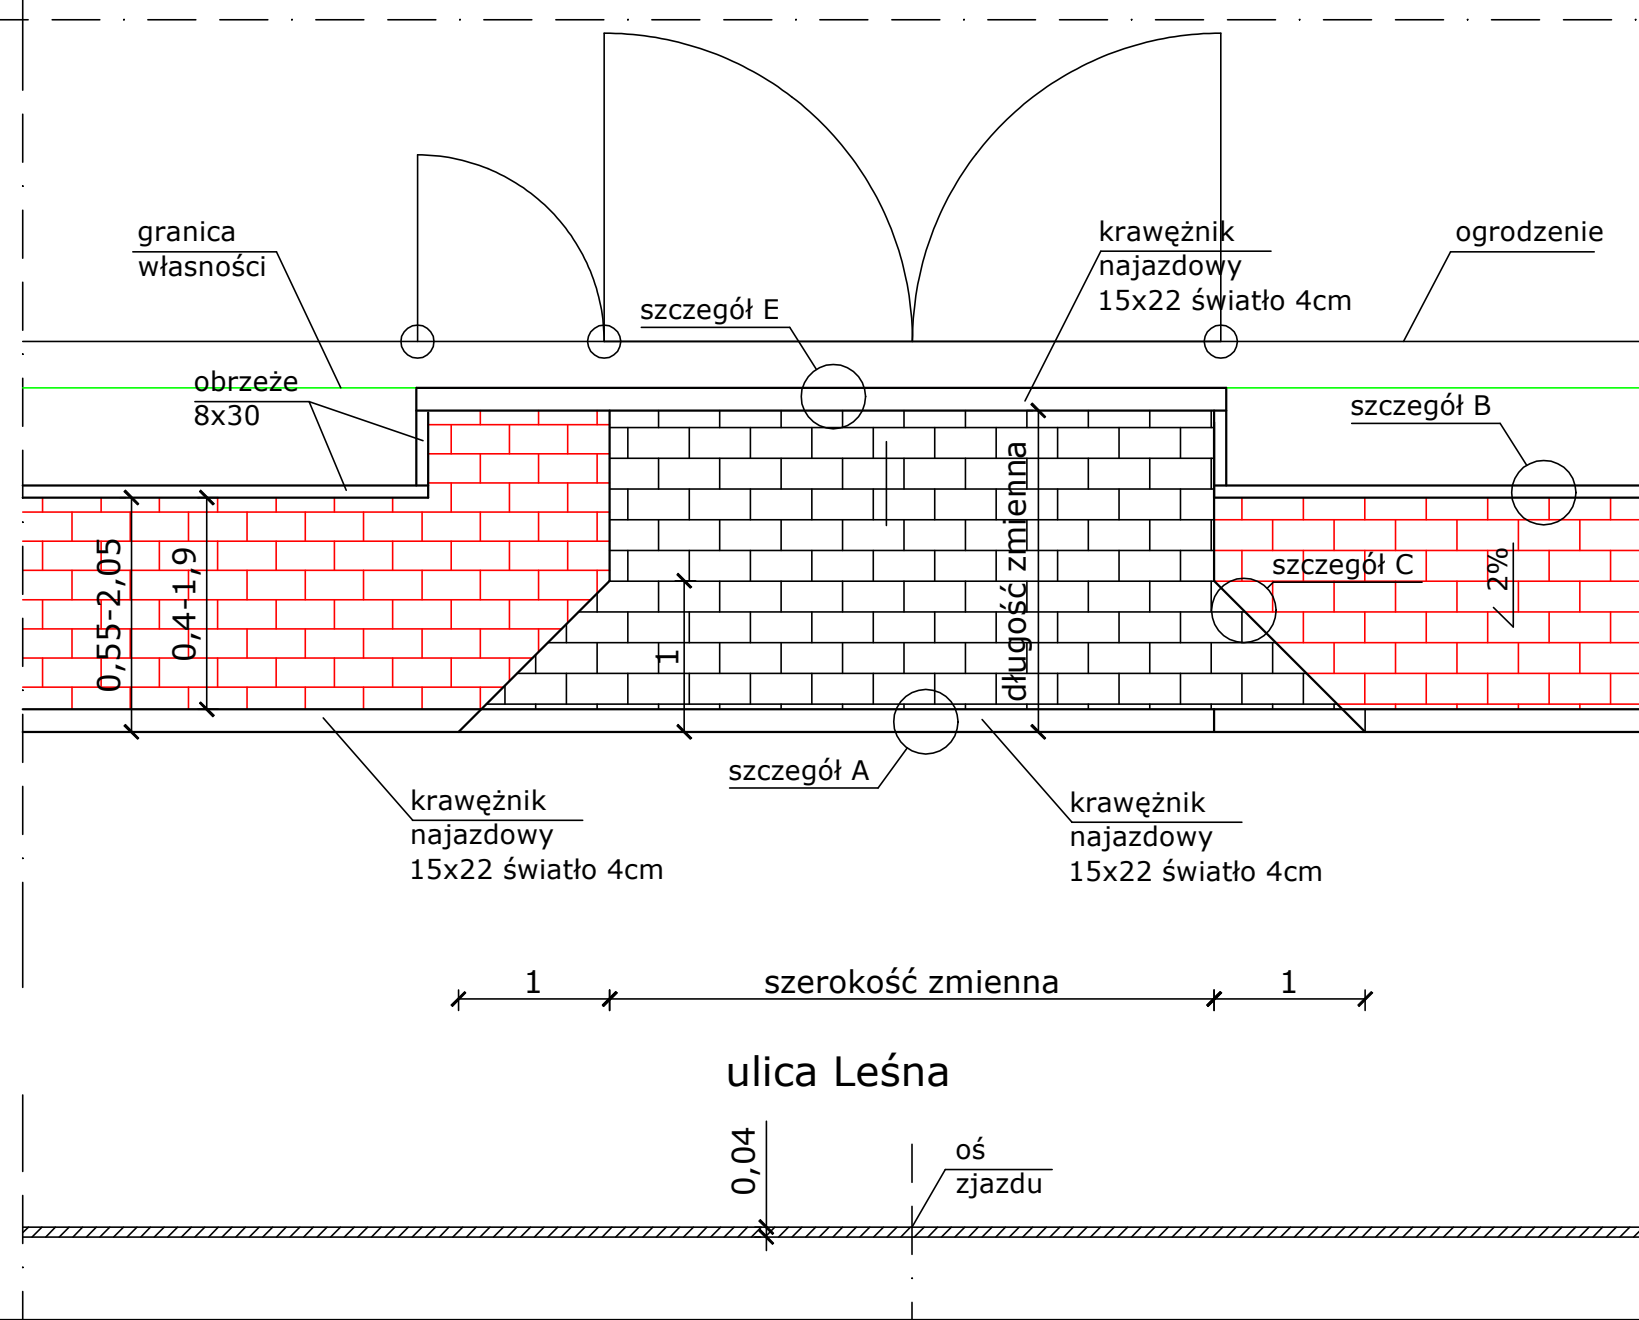 granica
własności
krawężnik
najazdowy
15x22 światło 4cm
ogrodzenie
szczegół E
obrzeże
8x30
szczegół B
szczegół C
2%
0,55-2,05
0,4-1,9
1
długość zmienna
szczegół A
krawężnik
najazdowy
15x22 światło 4cm
krawężnik
najazdowy
15x22 światło 4cm
1
szerokość zmienna
1
ulica Leśna
0,04
oś
zjazdu